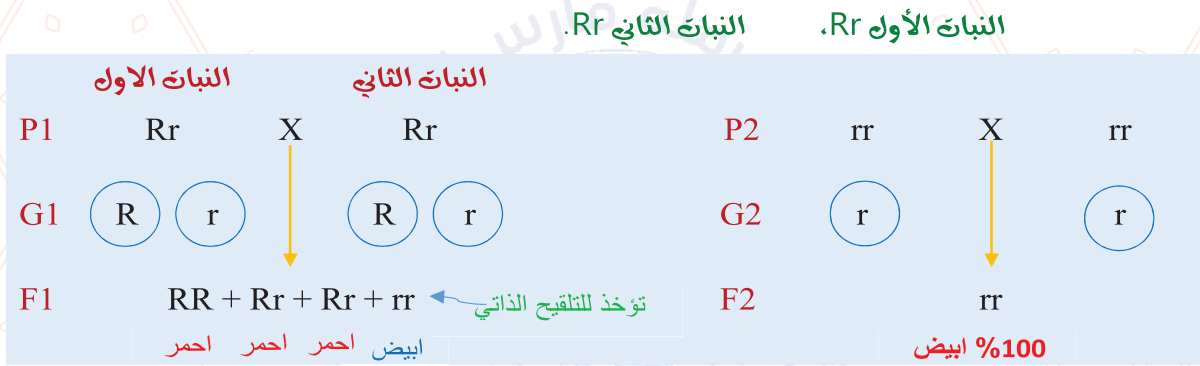 النبات الأول Rr، النبات الثاني Rr.
النبات الاول النبات الثاني
P1 Rr X Rr P2 rr X rr
G1 R r R r G2 r r
F1 RR + Rr + Rr + rr تؤخذ للتلقيح الذاتي F2 rr
احمر احمر احمر ابيض 100% ابيض